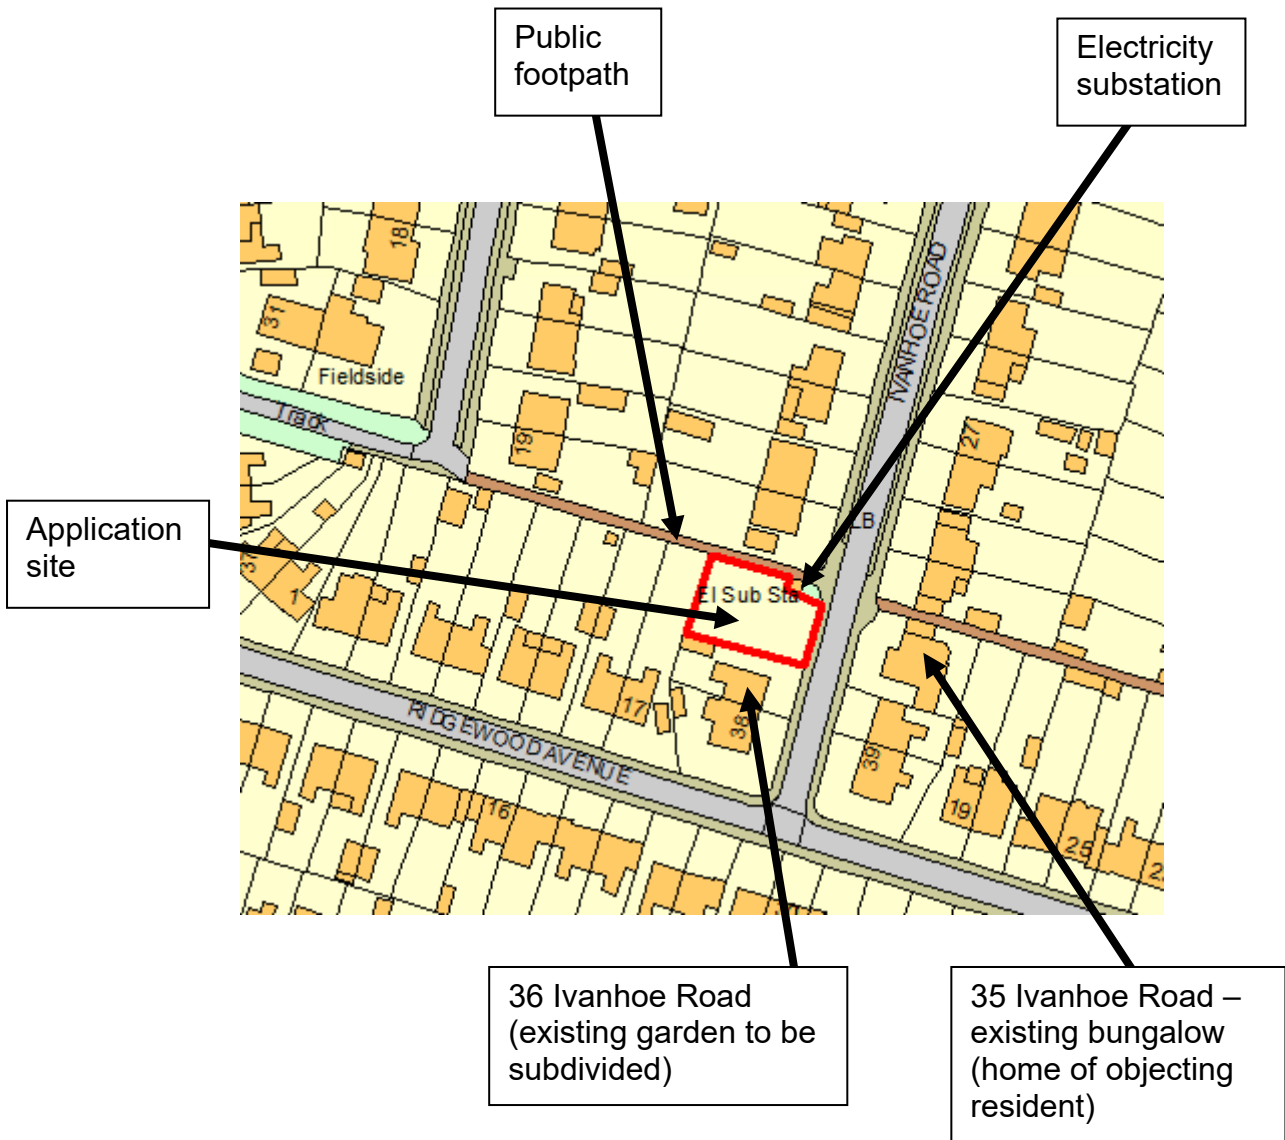 Public
footpath
Electricity
substation
18
IVANHOE ROAD
31
Fieldside
Track
19
27
LB
Application
site
El Sub Sta
37
1
17
38
RIDGEWOOD AVENUE
39
16
19
25
2
36 Ivanhoe Road
(existing garden to be
subdivided)
35 Ivanhoe Road –
existing bungalow
(home of objecting
resident)